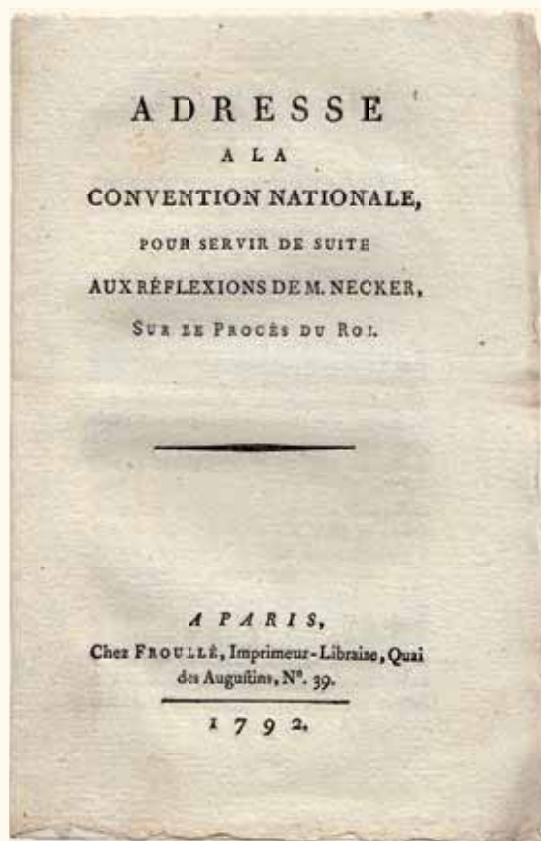 ADRESSE
A LA
CONVENTION NATIONALE,
POUR SERVIR DE SUITE
AUX RÉFLEXIONS DE M. NECKER,
SUR LE PROCÈS DU ROI.
A PARIS,
Chez FROULLÉ, Imprimeur-Libraire, Quai
des Auguſtins, Nº. 39.
1792.